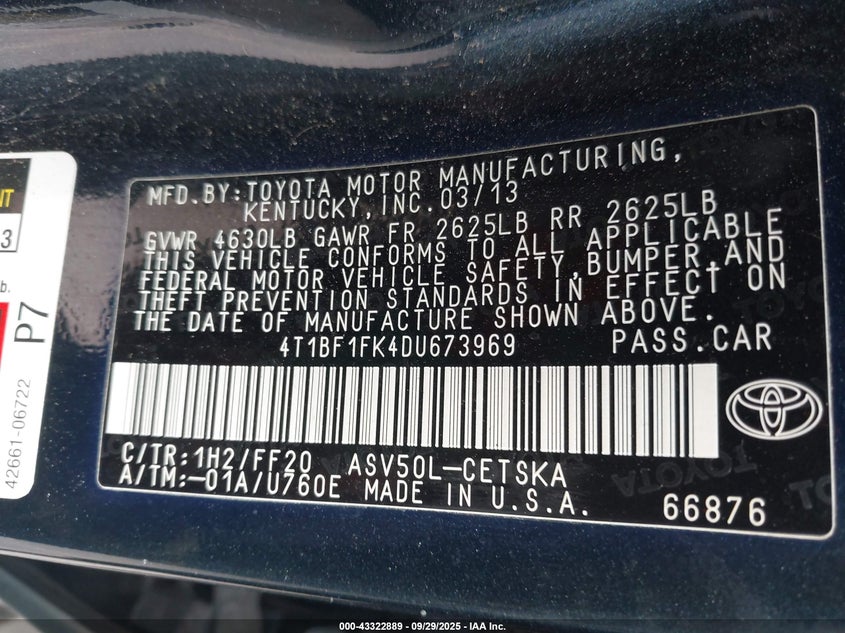 MFD.BY:TOYOTA MOTOR MANUFACTURING,
KENTUCKY,INC.03/13
GVWR 4630LB GAWR FR 2625LB RR 2625LB
THIS VEHICLE CONFORMS TO ALL APPLICABLE
FEDERAL MOTOR VEHICLE SAFETY,BUMPER,AND
THEFT PREVENTION STANDARDS IN EFFECT ON
THE DATE OF MANUFACTURE SHOWN ABOVE.
4T1BF1FK4DU673969 PASS.CAR
C/TR:1H2/FF20 ASV50L-CETSKA
A/TM:-01A/U760E MADE IN U.S.A.
66876
3
b.
P7
42661-06722
000-43322889 - 09/29/2025 - IAA Inc.